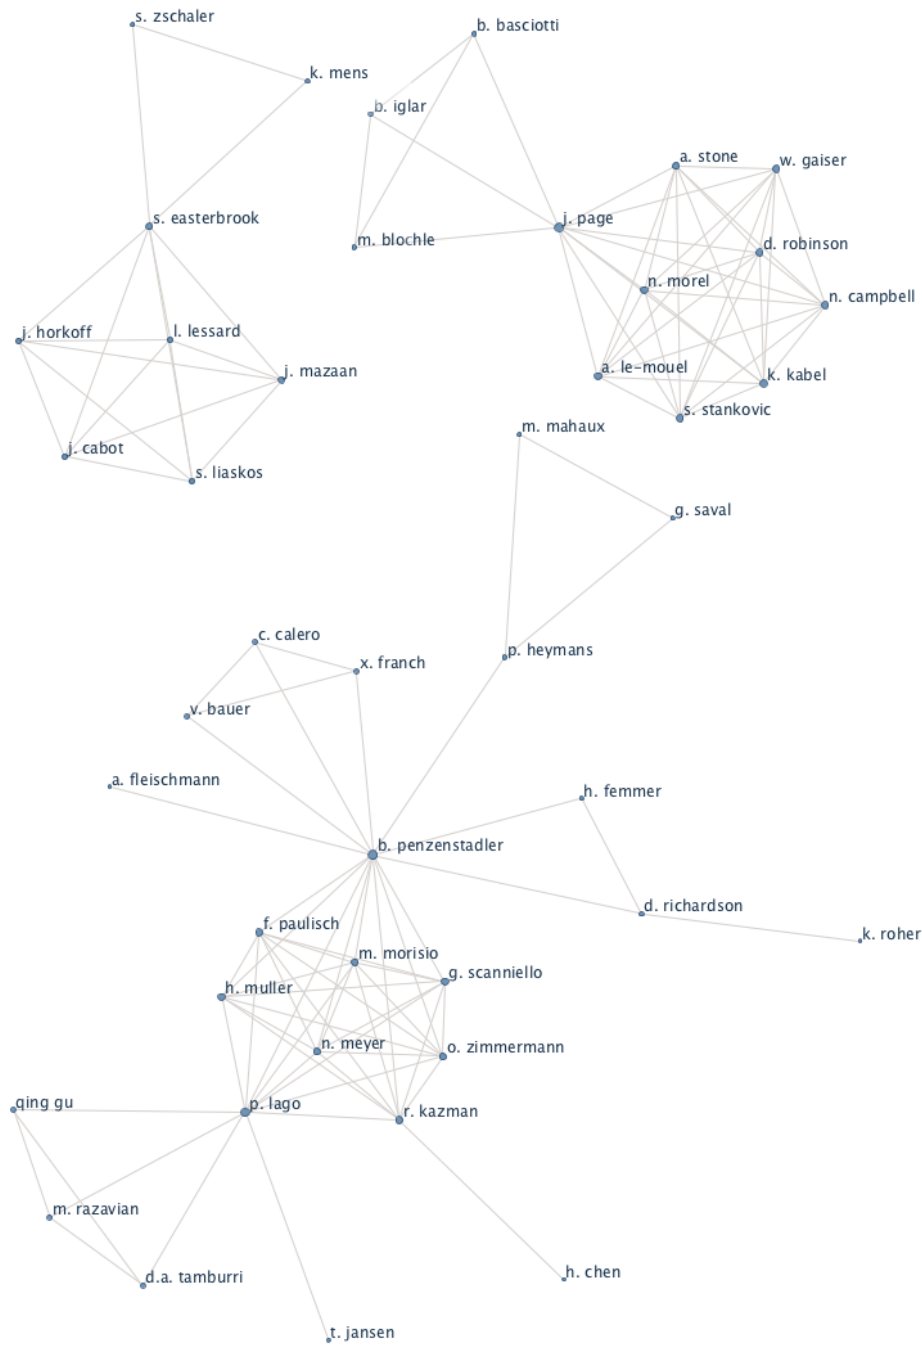 s. zschaler
b. basciotti
k. mens
b. iglar
a. stone
w. gaiser
s. easterbrook
j. page
m. blochle
d. robinson
n. morel
n. campbell
j. horkoff
l. lessard
j. mazaan
a. le-mouel
k. kabel
s. stankovic
m. mahaux
j. cabot
s. liaskos
g. saval
c. calero
p. heymans
x. franch
v. bauer
a. fleischmann
h. femmer
b. penzenstadler
d. richardson
f. paulisch
k. roher
m. morisio
g. scanniello
h. muller
n. meyer
o. zimmermann
qing gu
p. lago
r. kazman
m. razavian
d.a. tamburri
h. chen
t. jansen